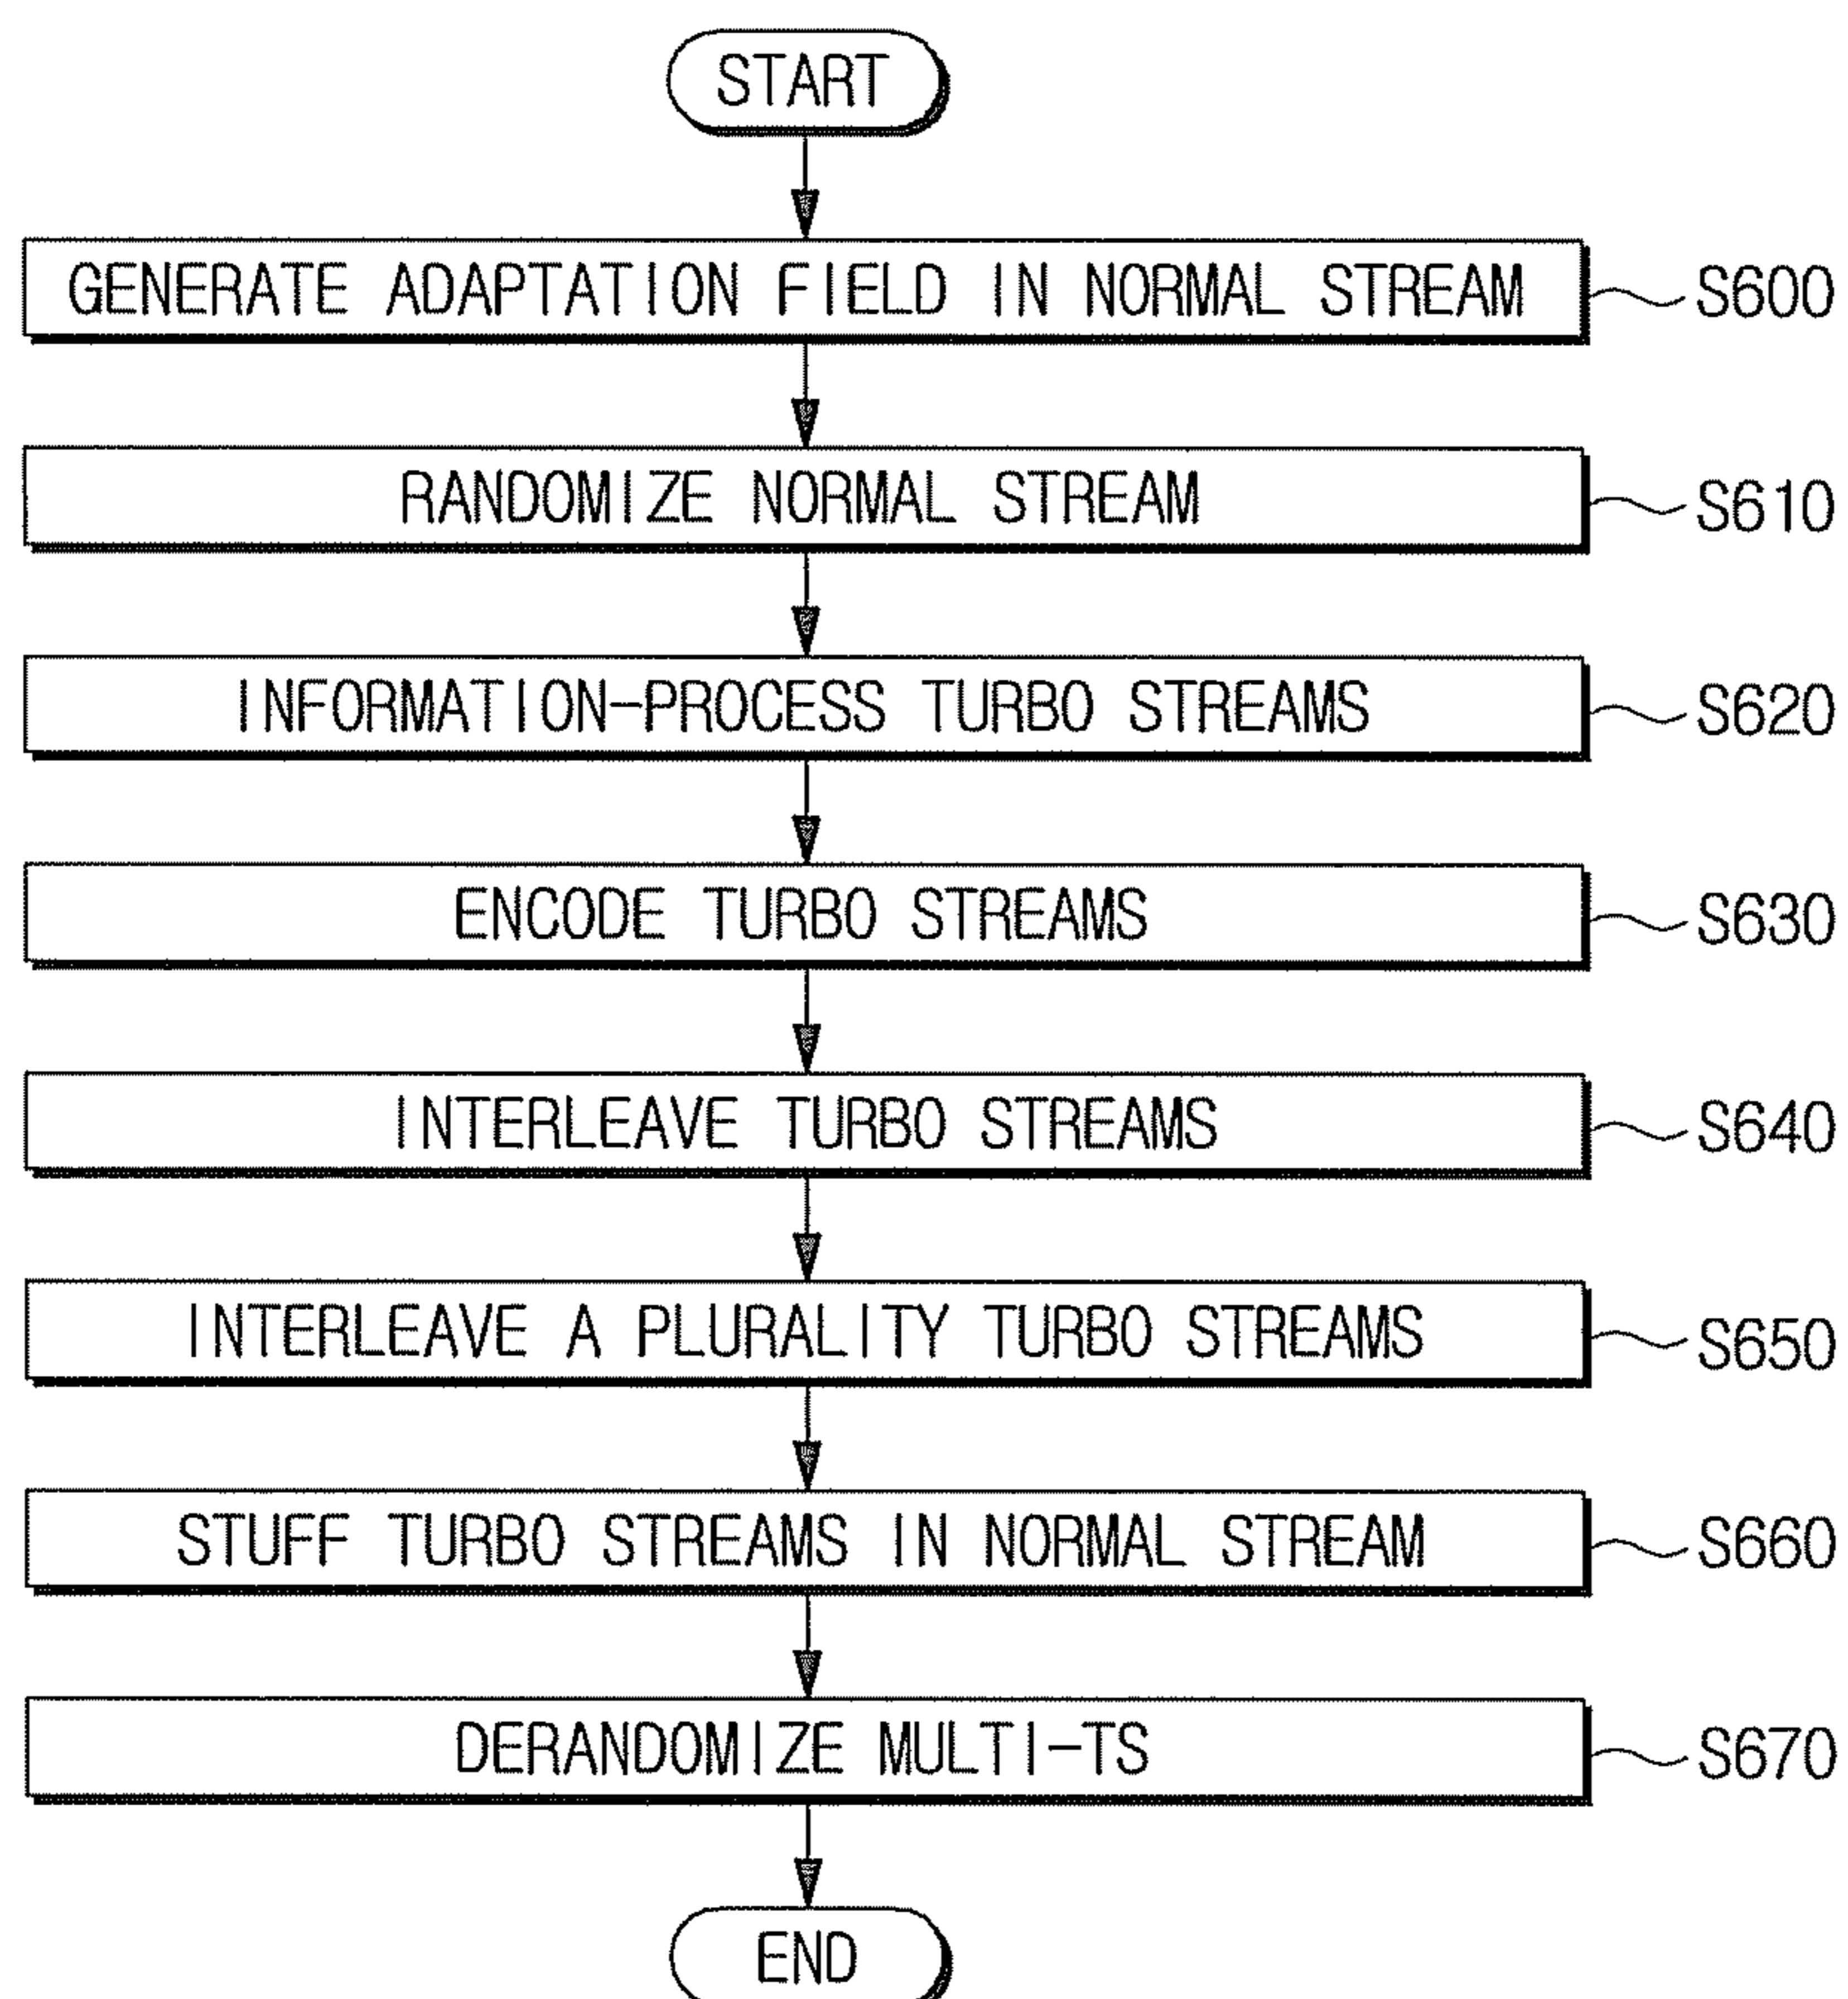 START
GENERATE ADAPTATION FIELD IN NORMAL STREAM
S600
RANDOMIZE NORMAL STREAM
S610
INFORMATION-PROCESS TURBO STREAMS
S620
ENCODE TURBO STREAMS
S630
INTERLEAVE TURBO STREAMS
S640
INTERLEAVE A PLURALITY TURBO STREAMS
S650
STUFF TURBO STREAMS IN NORMAL STREAM
S660
DERANDOMIZE MULTI-TS
S670
END